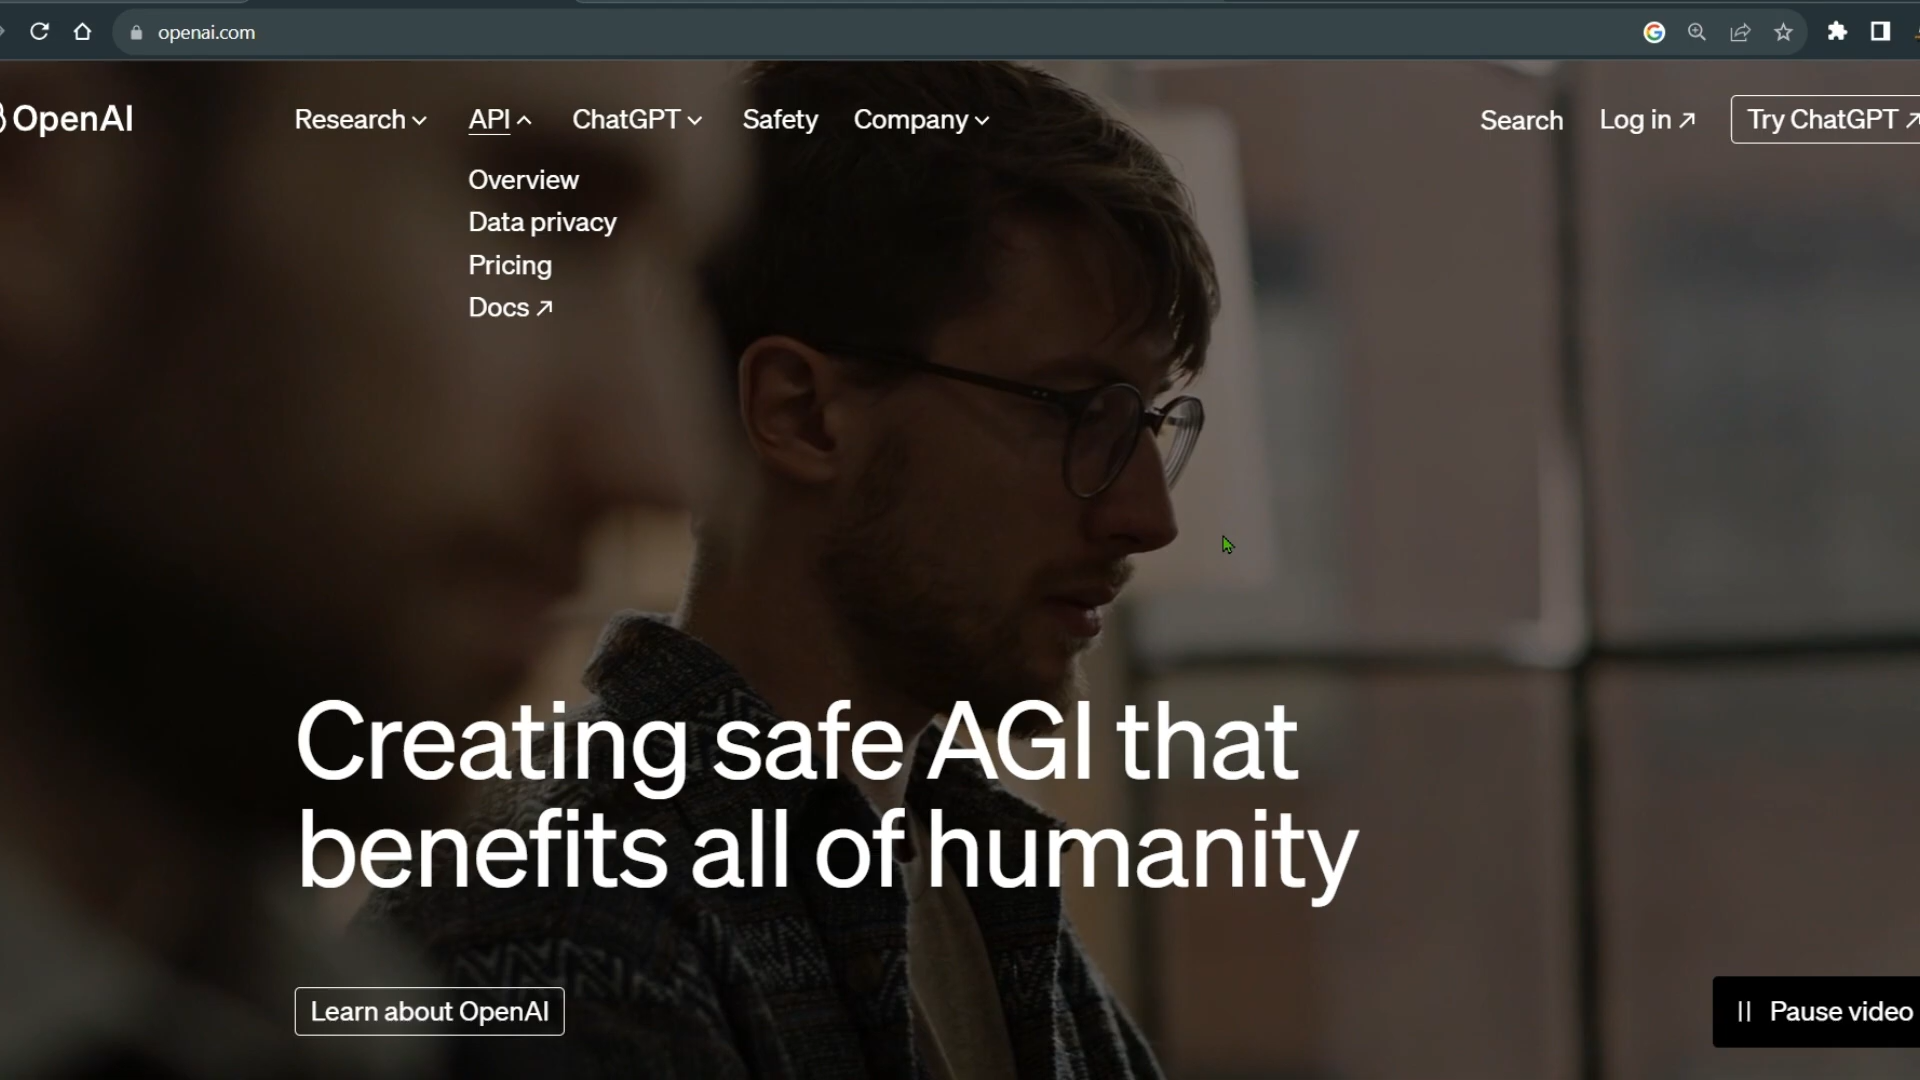 openai.com
OpenAI
Research
API
ChatGPT
Safety
Company
Search
Log in ↗
Try ChatGPT ↗
Overview
Data privacy
Pricing
Docs ↗
Creating safe AGI that
benefits all of humanity
Learn about OpenAI
Pause video